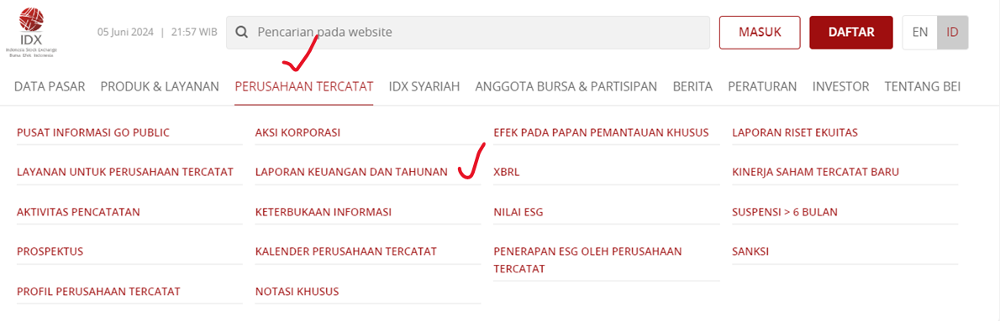 IDX
Indonesia Stock Exchange
Bursa Efek Indonesia
05 Juni 2024 | 21:57 WIB
Pencarian pada website
MASUK
DAFTAR
EN
ID
DATA PASAR
PRODUK & LAYANAN
PERUSAHAAN TERCATAT
IDX SYARIAH
ANGGOTA BURSA & PARTISIPAN
BERITA
PERATURAN
INVESTOR
TENTANG BEI
PUSAT INFORMASI GO PUBLIC
AKSI KORPORASI
EFEK PADA PAPAN PEMANTAUAN KHUSUS
LAPORAN RISET EKUITAS
LAYANAN UNTUK PERUSAHAAN TERCATAT
LAPORAN KEUANGAN DAN TAHUNAN
XBRL
KINERJA SAHAM TERCATAT BARU
AKTIVITAS PENCATATAN
KETERBUKAAN INFORMASI
NILAI ESG
SUSPENSI > 6 BULAN
PROSPEKTUS
KALENDER PERUSAHAAN TERCATAT
PENERAPAN ESG OLEH PERUSAHAAN
TERCATAT
SANKSI
PROFIL PERUSAHAAN TERCATAT
NOTASI KHUSUS